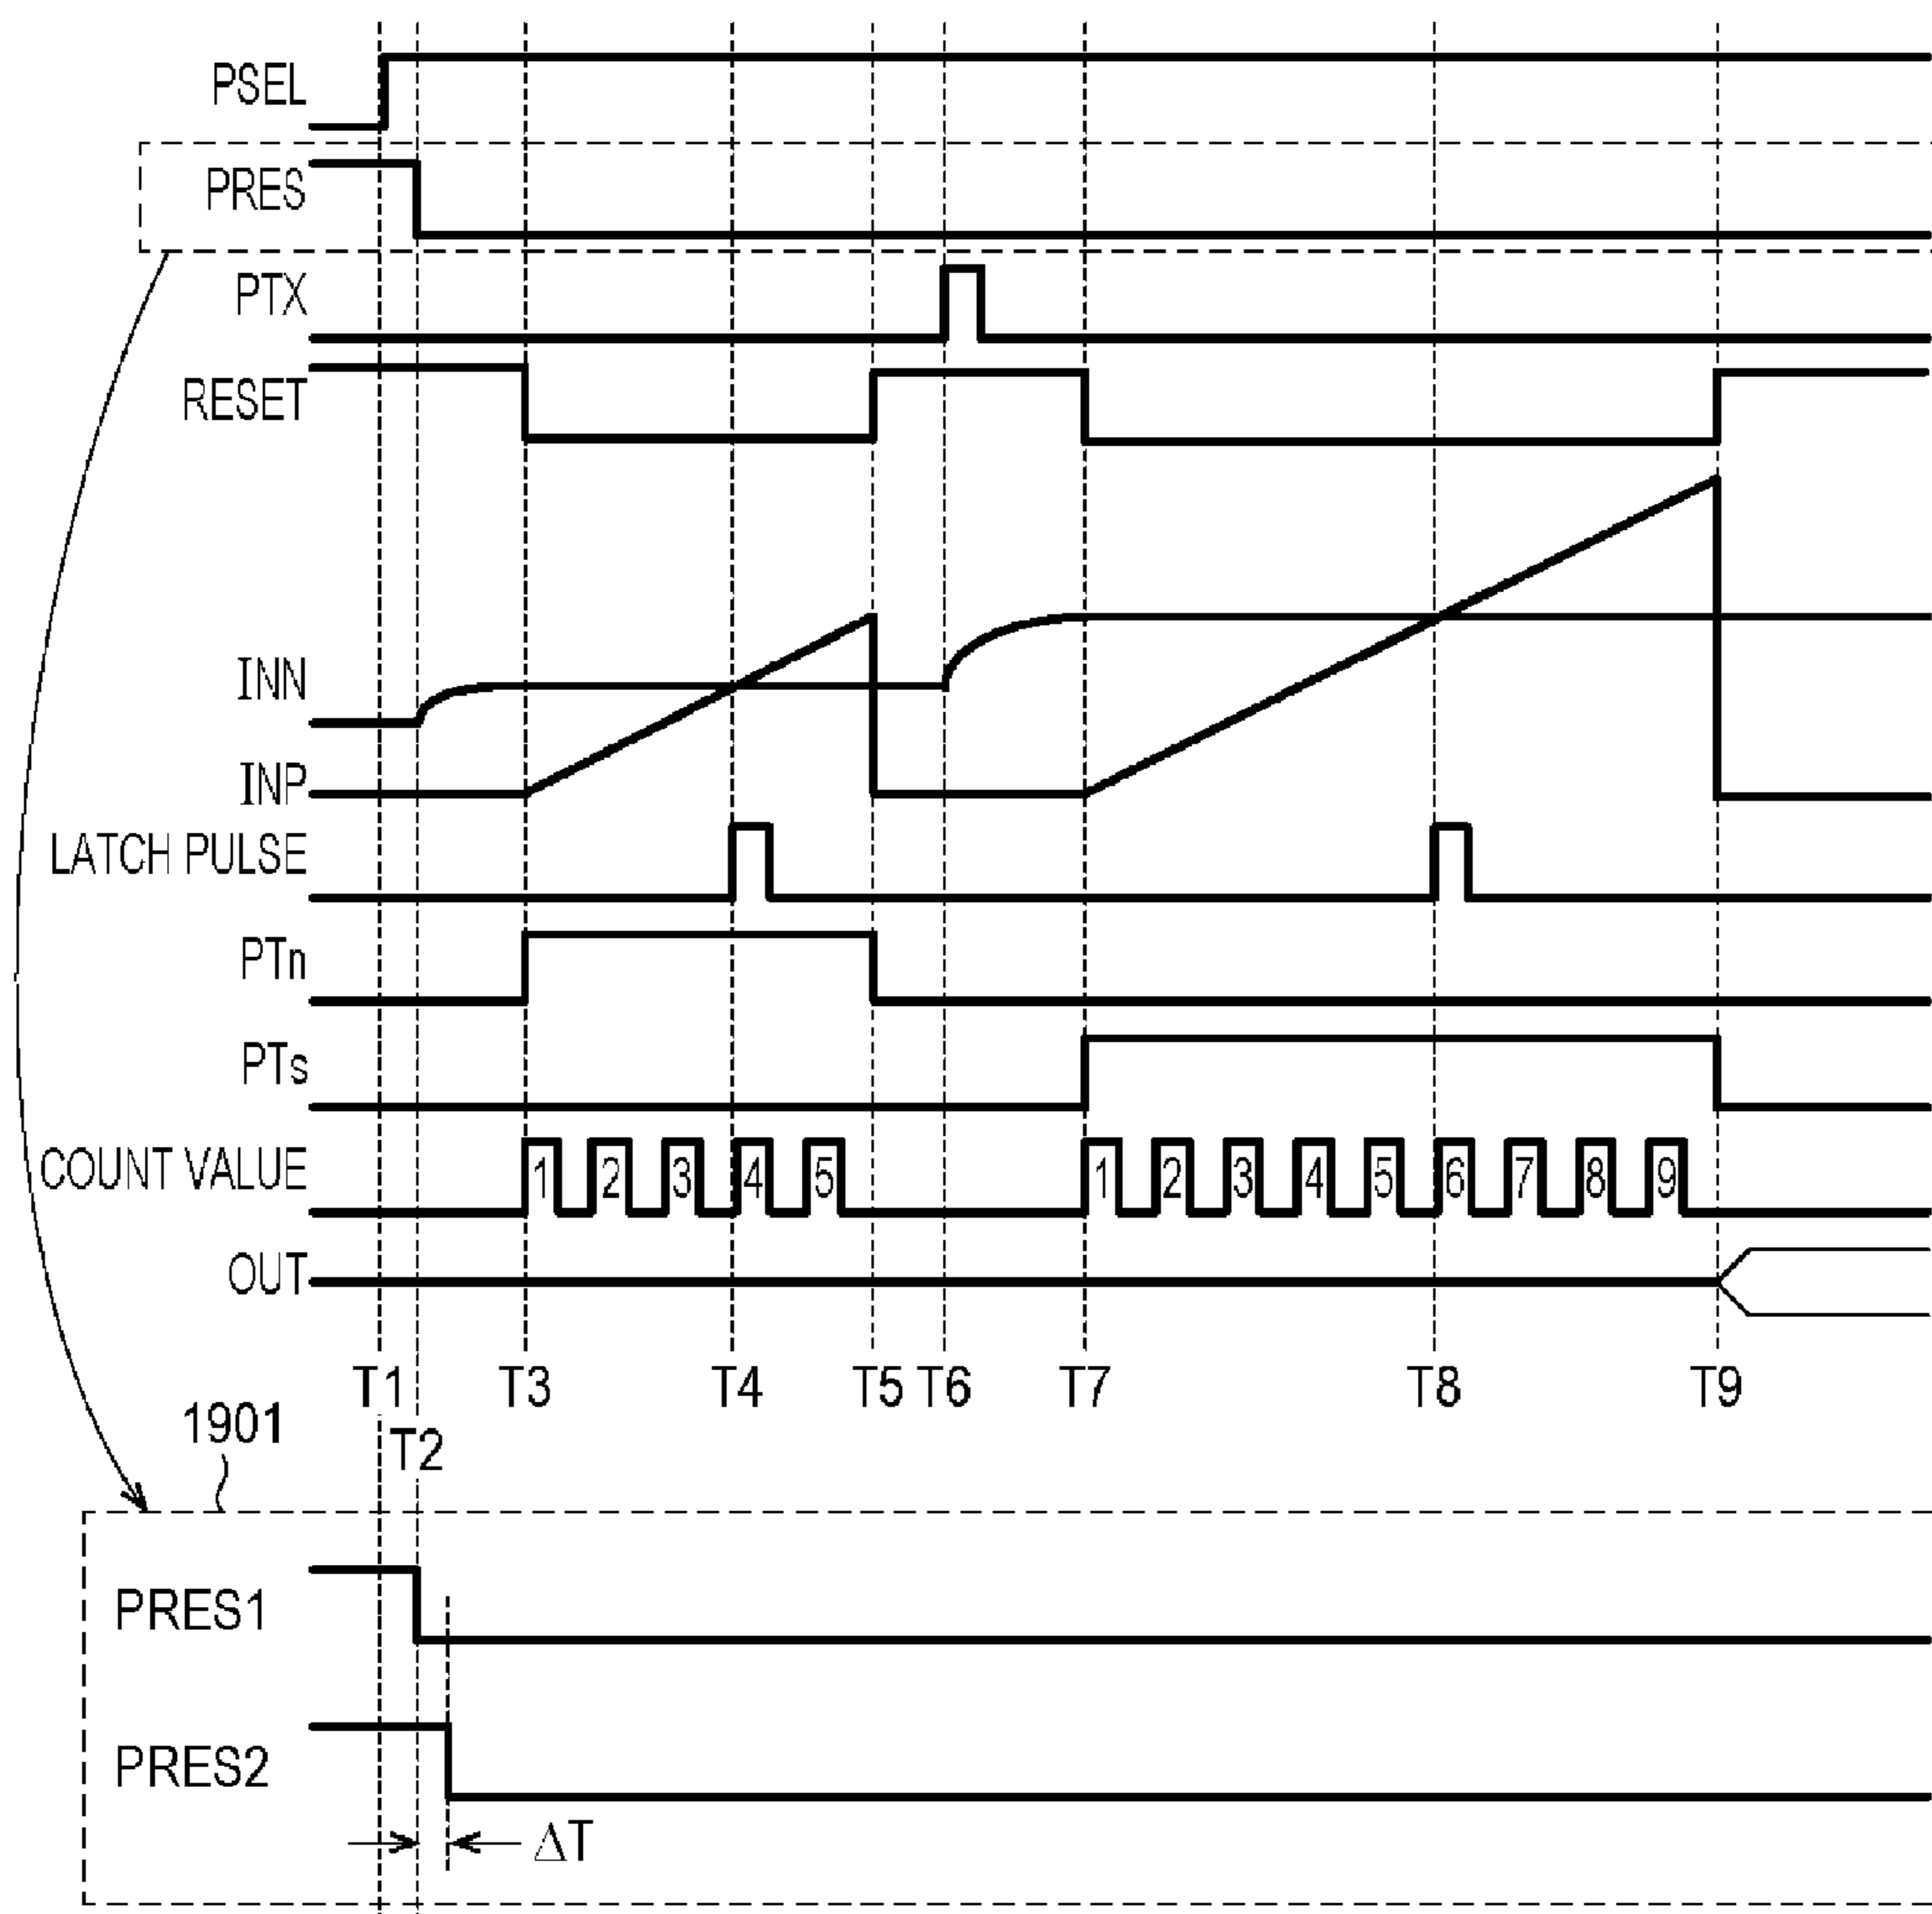 PSEL
PRES
PTX
RESET
INN
INP
LATCH PULSE
PTn
PTs
COUNT VALUE 1 2 3 4 5 1 2 3 4 5 6 7 8 9
OUT
T1 T3 T4 T5 T6 T7 T8 T9
1901
T2
PRES1
PRES2
ΔT